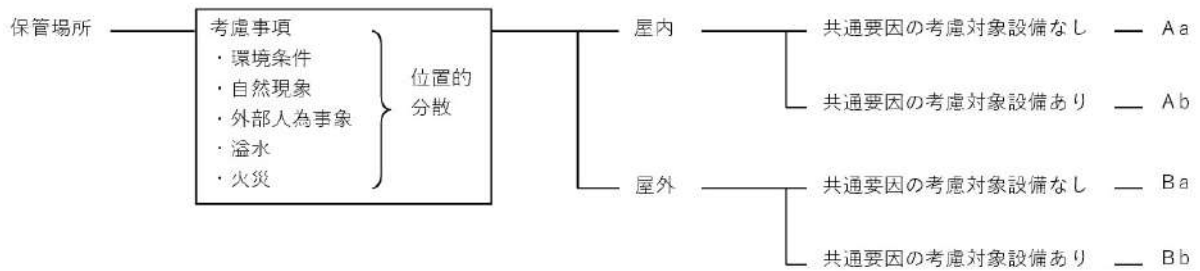 保管場所
考慮事項
・環境条件
・自然現象
・外部人為事象
・溢水
・火災
位置的
分散
屋内
共通要因の考慮対象設備なし
Aa
共通要因の考慮対象設備あり
Ab
屋外
共通要因の考慮対象設備なし
Ba
共通要因の考慮対象設備あり
Bb